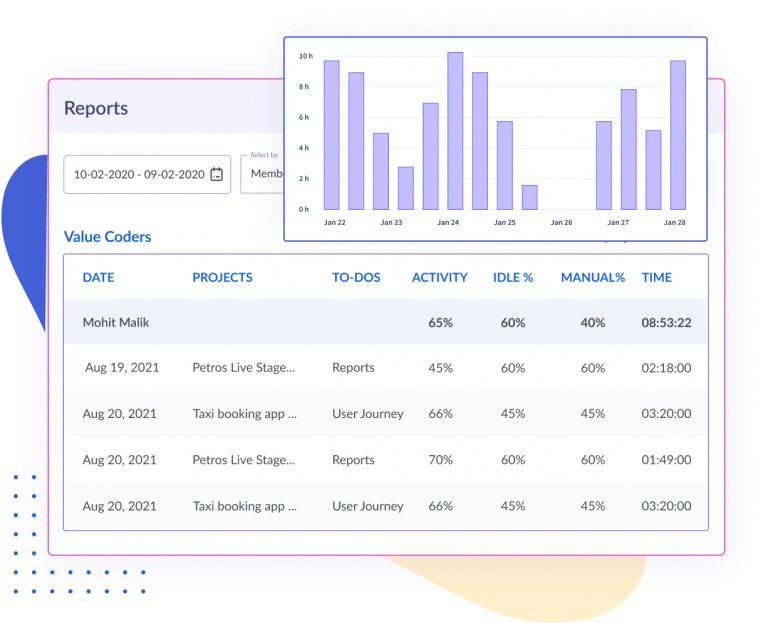 10 h
8 h
6 h
4 h
2 h
0 h
Jan 22 Jan 23 Jan 24 Jan 25 Jan 26 Jan 27 Jan 28
Reports
10-02-2020 - 09-02-2020
Select by
Value Coders
DATE PROJECTS TO-DOS ACTIVITY IDLE % MANUAL% TIME
Mohit Malik 65% 60% 40% 08:53:22
Aug 19, 2021 Petros Live Stage... Reports 45% 60% 60% 02:18:00
Aug 20, 2021 Taxi booking app ... User Journey 66% 45% 45% 03:20:00
Aug 20, 2021 Petros Live Stage... Reports 70% 60% 60% 01:49:00
Aug 20, 2021 Taxi booking app ... User Journey 66% 45% 45% 03:20:00